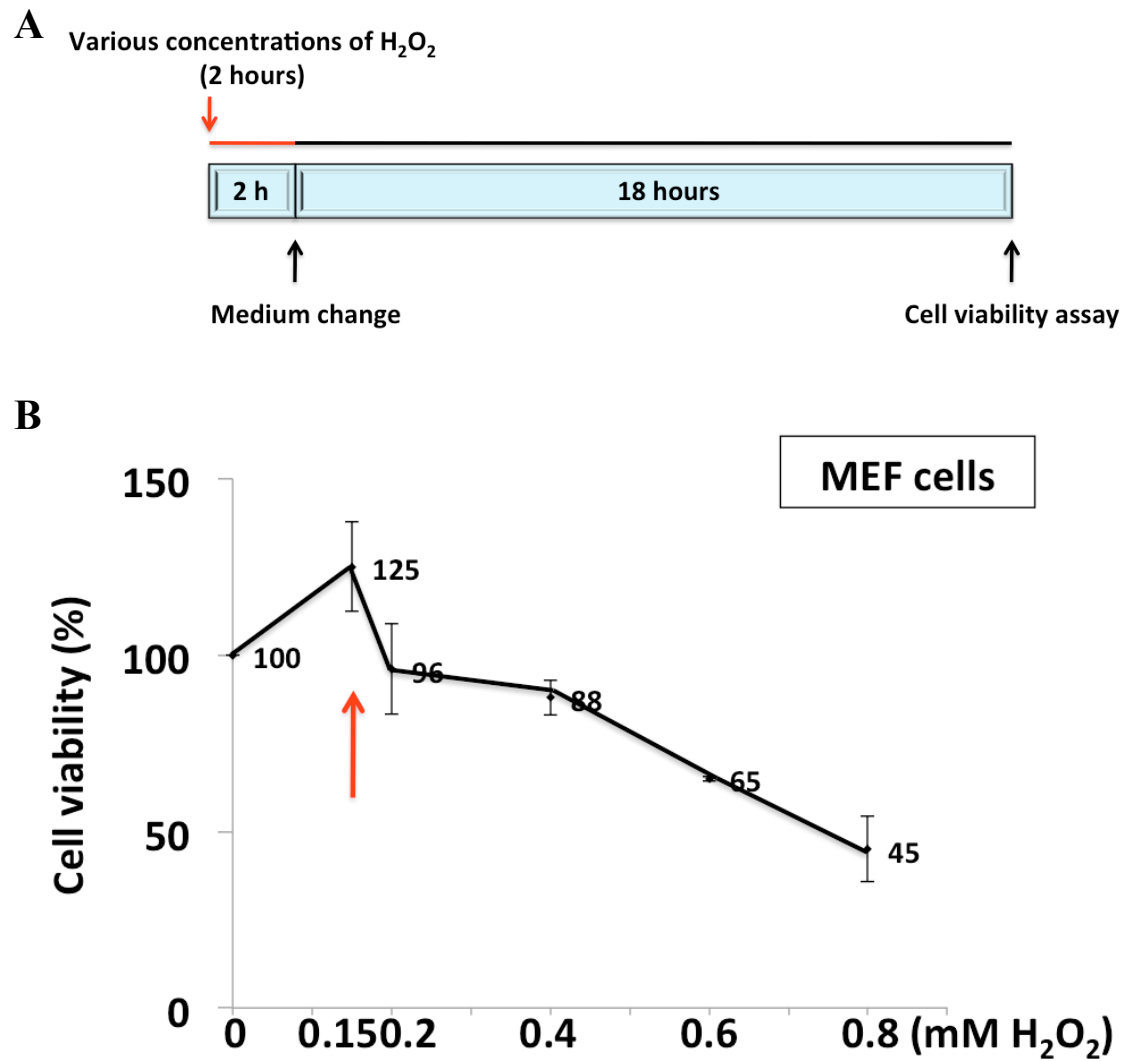 A
Various concentrations of H₂O₂
(2 hours)
2 h
18 hours
Medium change
Cell viability assay
B
MEF cells
Cell viability (%)
150
100
50
0
125
100
96
88
65
45
0 0.15 0.2 0.4 0.6 0.8 (mM H₂O₂)